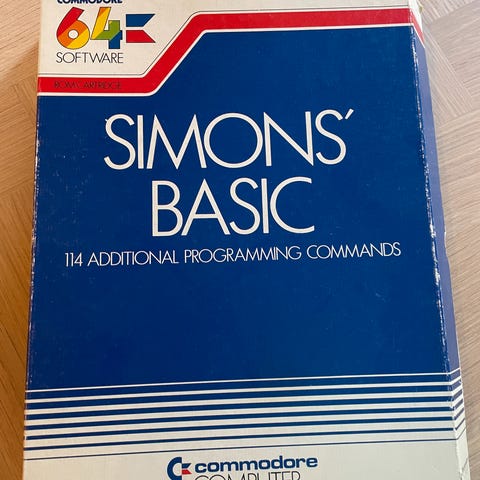 COMMODORE
64
SOFTWARE
ROM CARTRIDGE
SIMONS'
BASIC
114 ADDITIONAL PROGRAMMING COMMANDS
commodore
COMPUTER